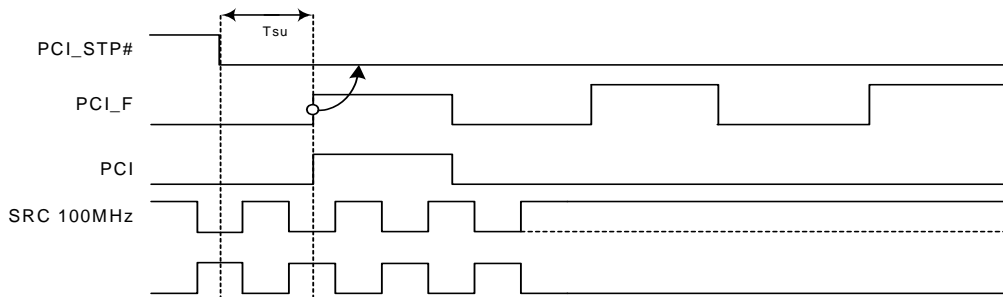 Tsu
PCI_STP#
PCI_F
PCI
SRC 100MHz